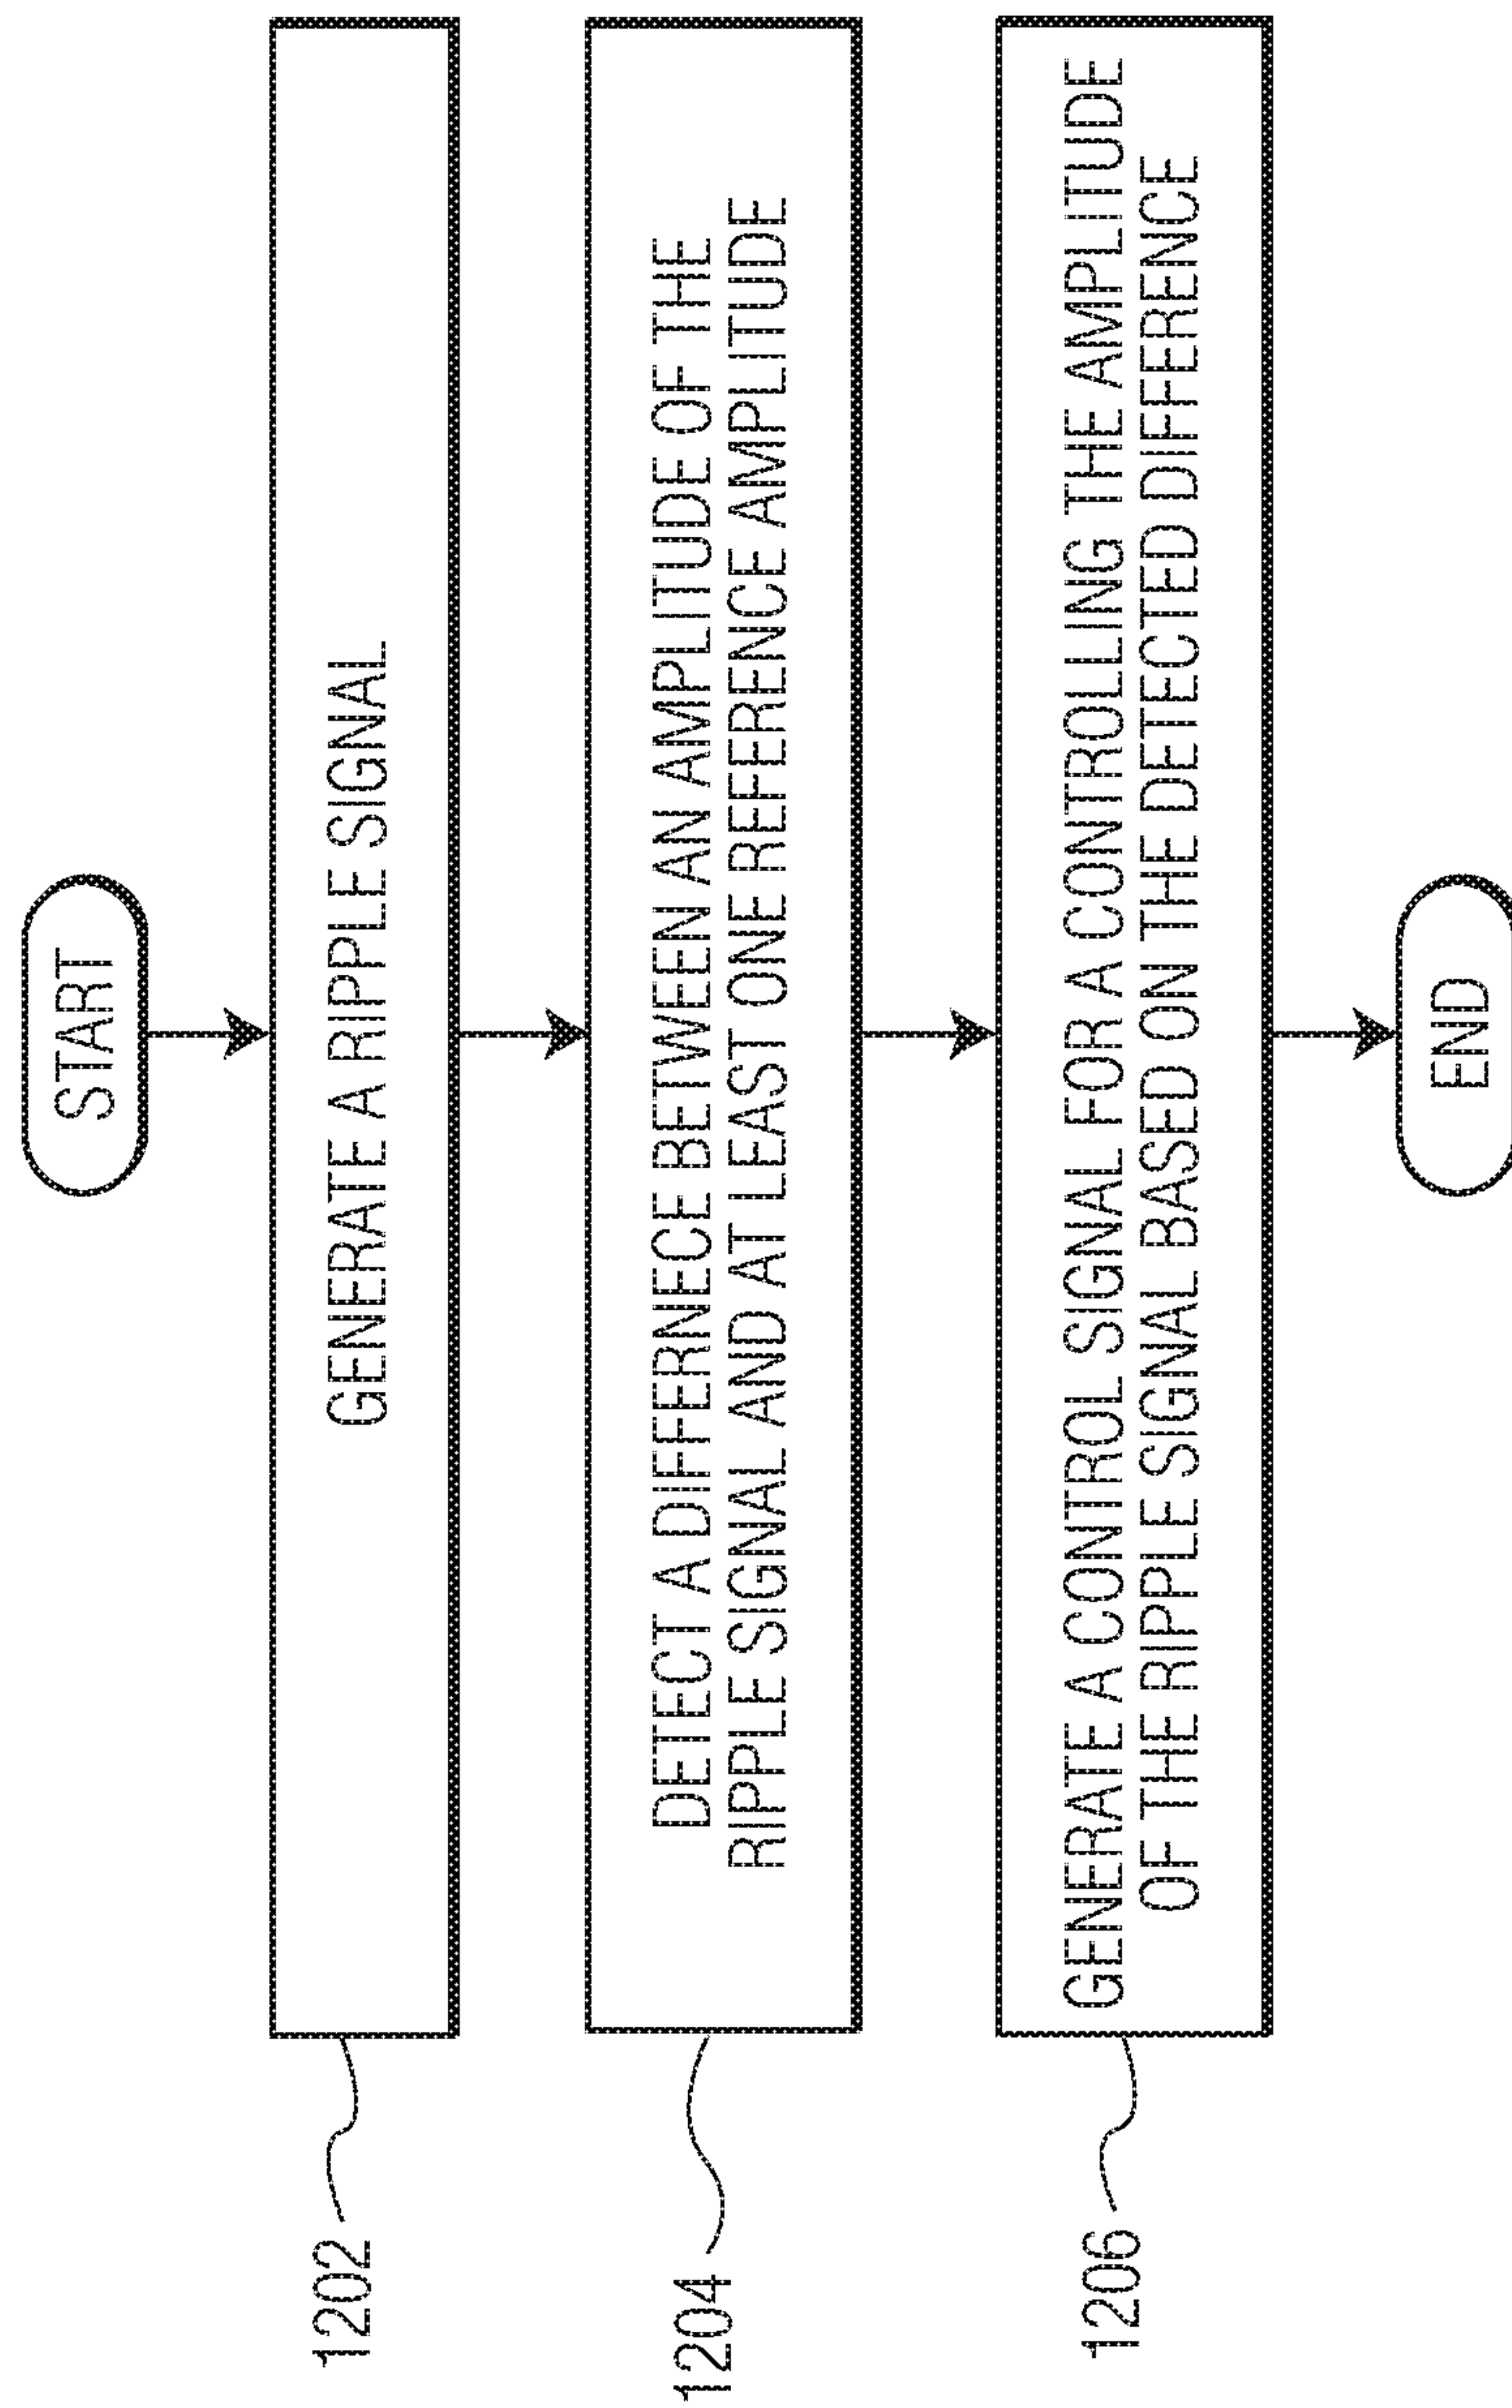 START
1202
GENERATE A RIPPLE SIGNAL
1204
DETECT A DIFFERNECE BETWEEN AN AMPLITUDE OF THE
RIPPLE SIGNAL AND AT LEAST ONE REFERENCE AMPLITUDE
1206
GENERATE A CONTROL SIGNAL FOR A CONTROLLING THE AMPLITUDE
OF THE RIPPLE SIGNAL BASED ON THE DETECTED DIFFERENCE
END